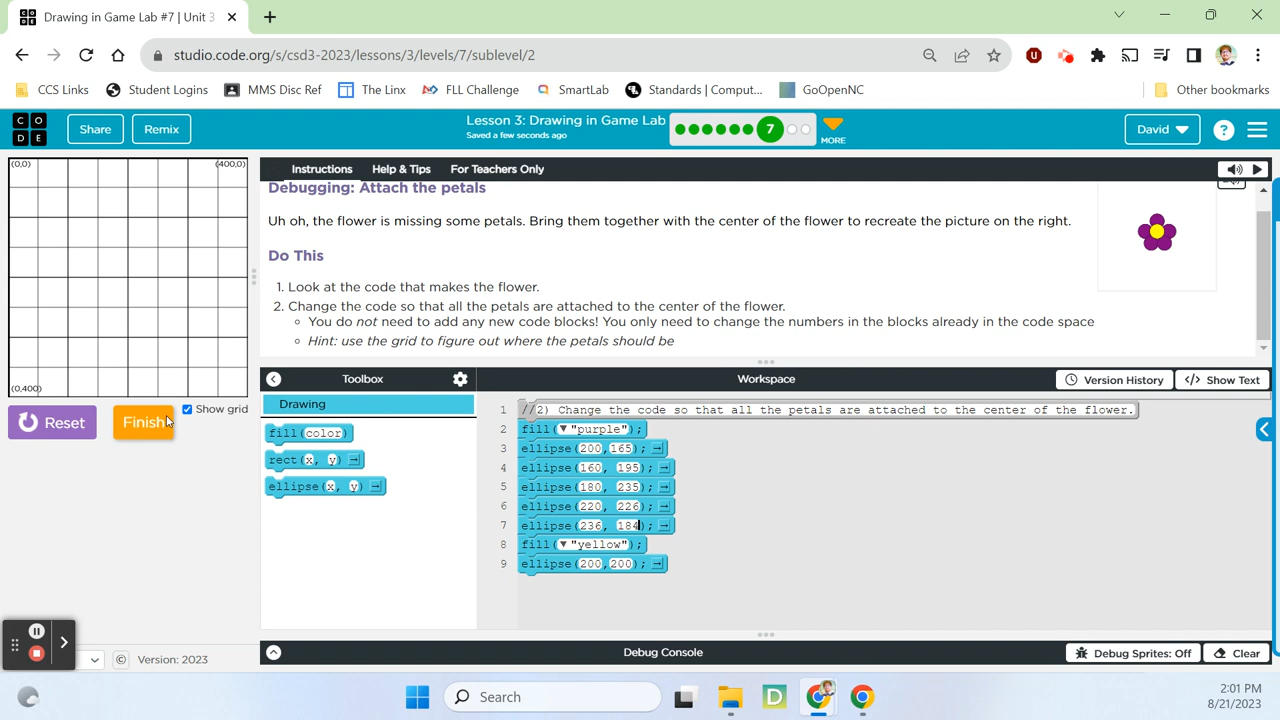 Drawing in Game Lab #7 | Unit 3
studio.code.org/s/csd3-2023/lessons/3/levels/7/sublevel/2
CCS Links
Student Logins
MMS Disc Ref
The Linx
FLL Challenge
SmartLab
Standards | Comput...
GoOpenNC
Other bookmarks
C O
D E
Share
Remix
Lesson 3: Drawing in Game Lab
Saved a few seconds ago
7
MORE
David
?
(0,0)
(400,0)
(0,400)
Instructions
Help & Tips
For Teachers Only
Debugging: Attach the petals
Uh oh, the flower is missing some petals. Bring them together with the center of the flower to recreate the picture on the right.
Do This
1. Look at the code that makes the flower.
2. Change the code so that all the petals are attached to the center of the flower.
You do not need to add any new code blocks! You only need to change the numbers in the blocks already in the code space
Hint: use the grid to figure out where the petals should be
Reset
Finish
Show grid
Toolbox
Workspace
Version History
</> Show Text
Drawing
fill(color)
rect(x, y)
ellipse(x, y)
1 //2) Change the code so that all the petals are attached to the center of the flower.
2 fill("purple");
3 ellipse(200,165);
4 ellipse(160, 195);
5 ellipse(180, 235);
6 ellipse(220, 226);
7 ellipse(236, 184);
8 fill("yellow");
9 ellipse(200,200);
Debug Console
Debug Sprites: Off
Clear
© Version: 2023
Search
2:01 PM
8/21/2023